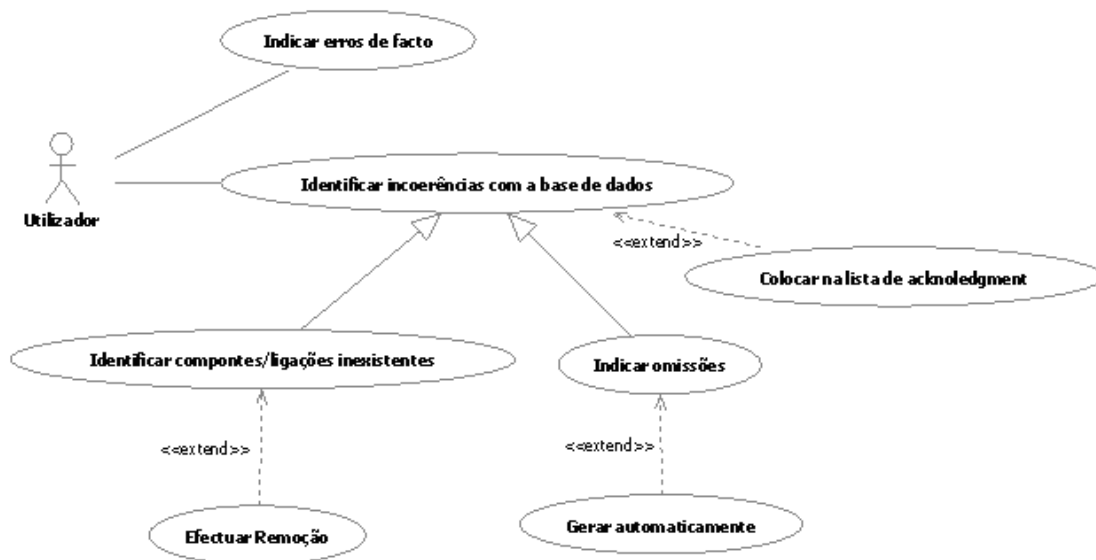 Indicar erros de facto
Identificar incoerências com a base de dados
Utilizador
<<extend>>
Colocar na lista de acknoledgment
Identificar compontes/ligações inexistentes
Indicar omissões
<<extend>>
<<extend>>
Efectuar Remoção
Gerar automaticamente